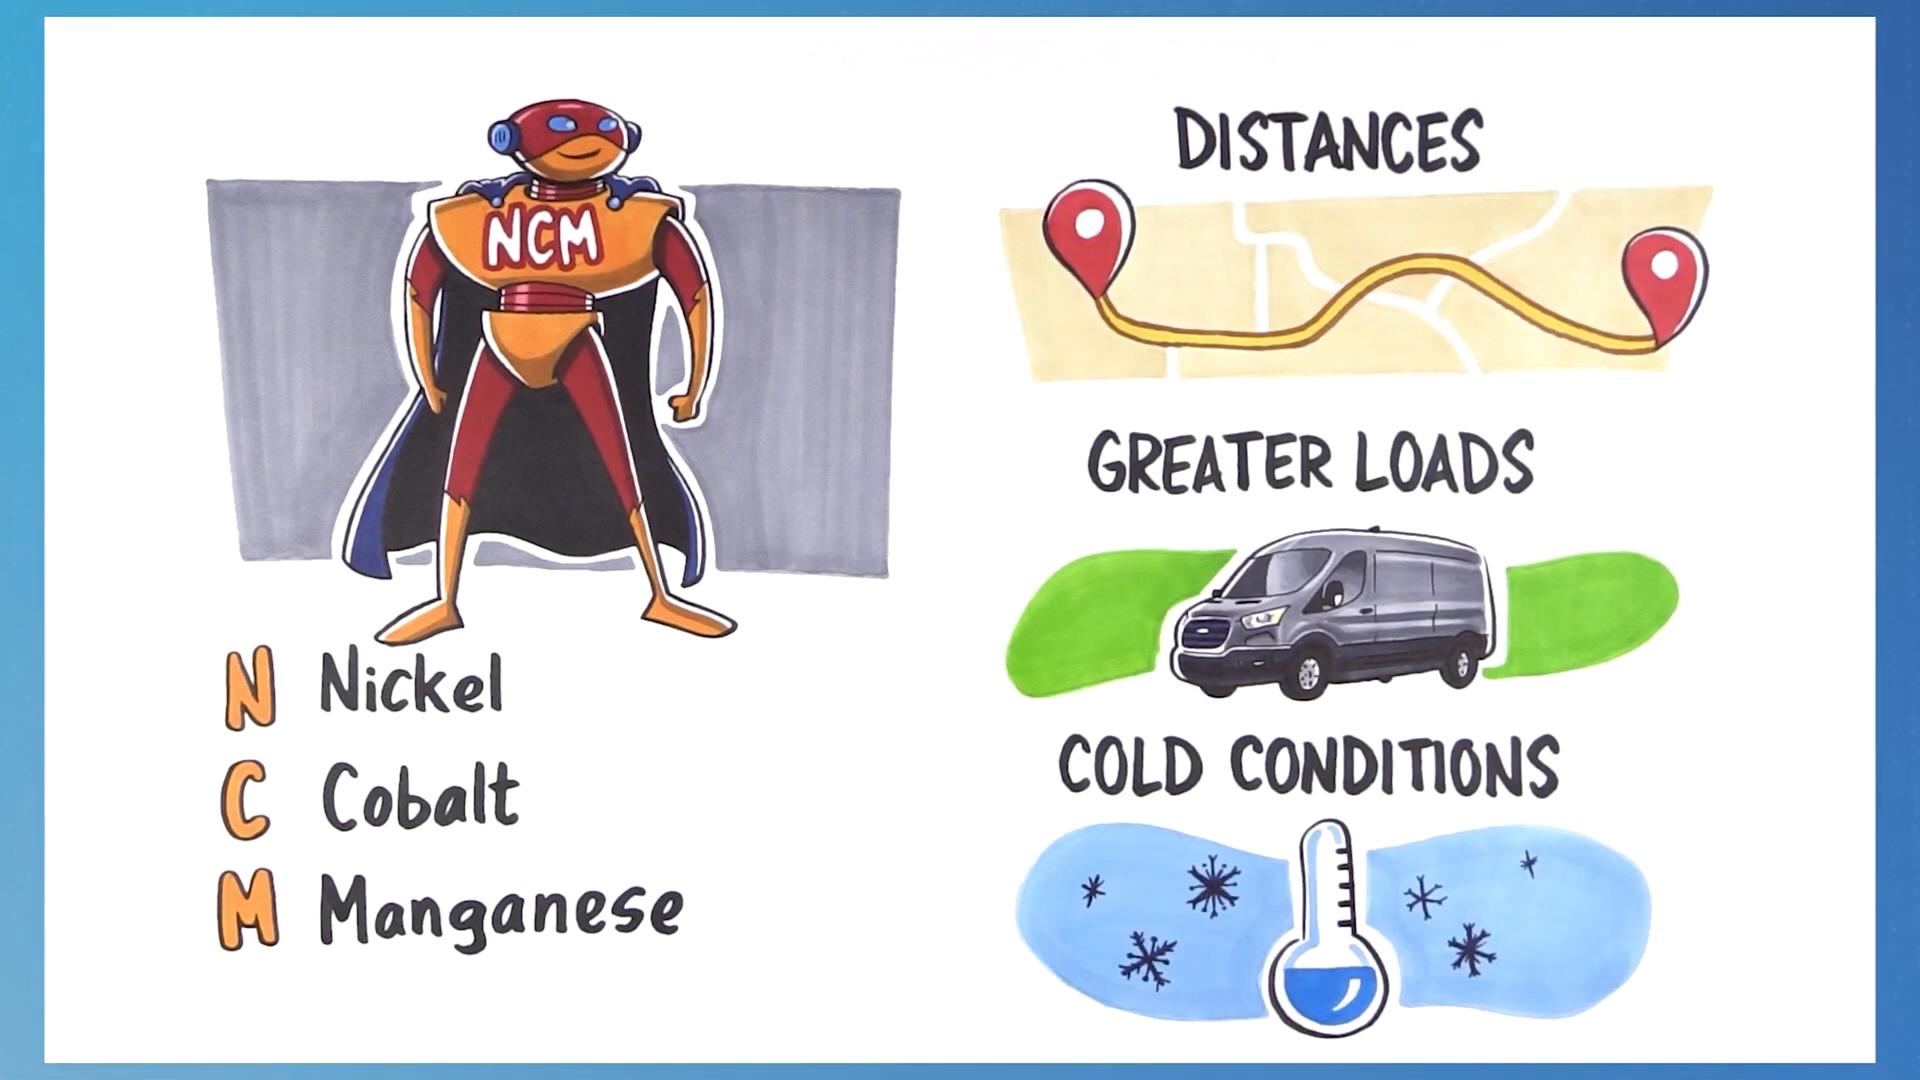 NCM
N Nickel
C Cobalt
M Manganese
DISTANCES
GREATER LOADS
COLD CONDITIONS